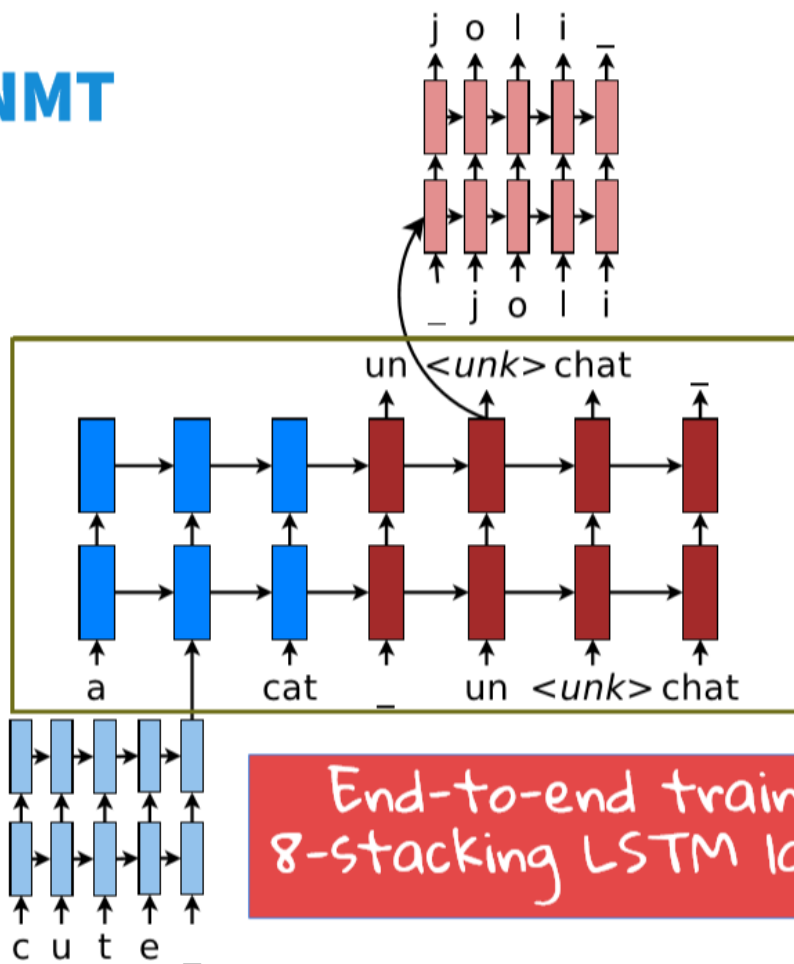 NMT
j o l i _
_ j o l i
un <unk> chat _
a cat _ un <unk> chat
End-to-end train
8-stacking LSTM la
c u t e _